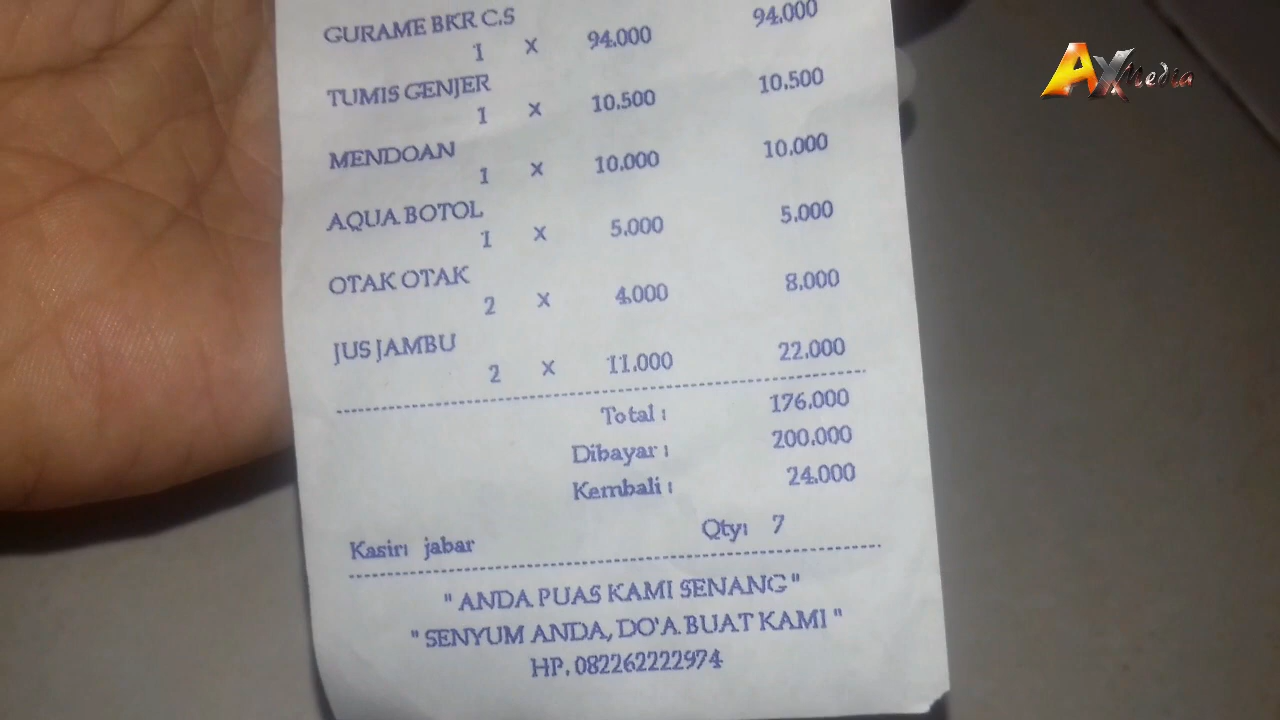 GURAME BKR C.S 94.000
1 X 94.000
TUMIS GENJER 10.500
1 X 10.500
MENDOAN 10.000
1 X 10.000
AQUA BOTOL 5.000
1 X 5.000
OTAK OTAK 8.000
2 X 4.000
JUS JAMBU 22.000
2 X 11.000
Total : 176.000
Dibayar : 200.000
Kembali : 24.000
Kasir: jabar Qty: 7
" ANDA PUAS KAMI SENANG "
" SENYUM ANDA, DO'A BUAT KAMI "
HP. 082262222974
AX Media